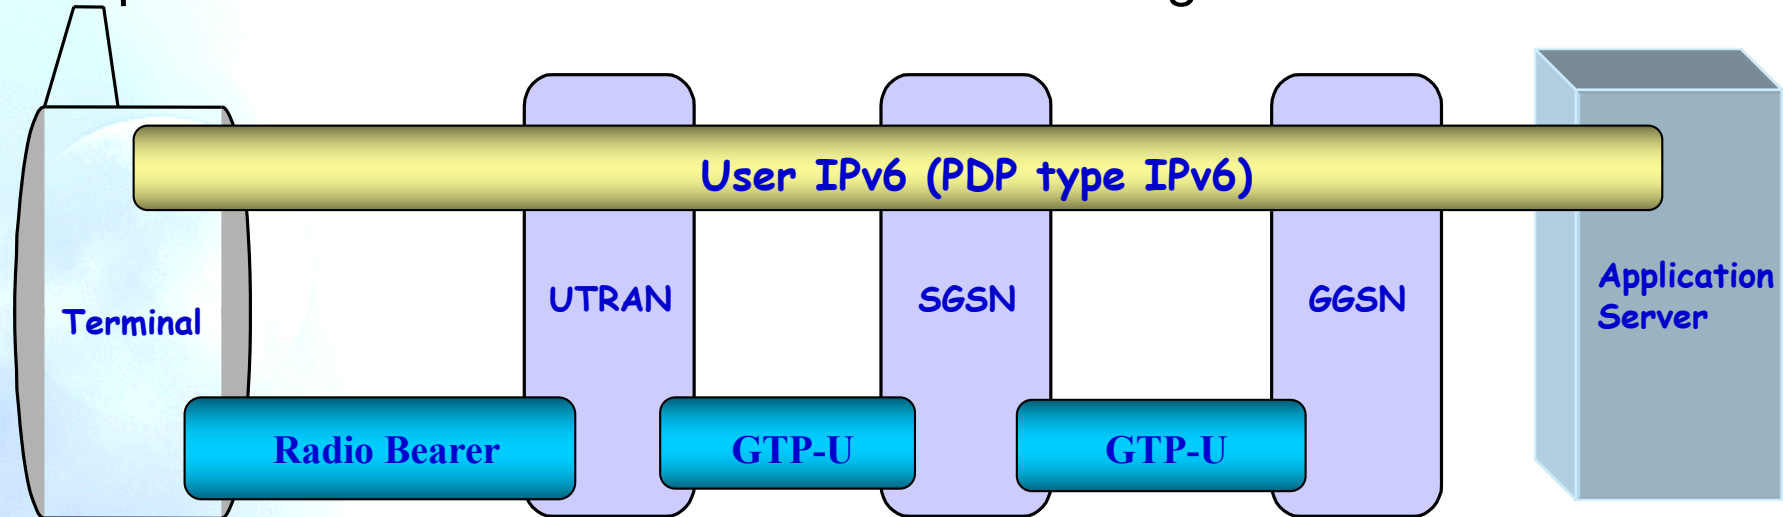 User IPv6 (PDP type IPv6)
Terminal
UTRAN
SGSN
GGSN
Application
Server
Radio Bearer
GTP-U
GTP-U